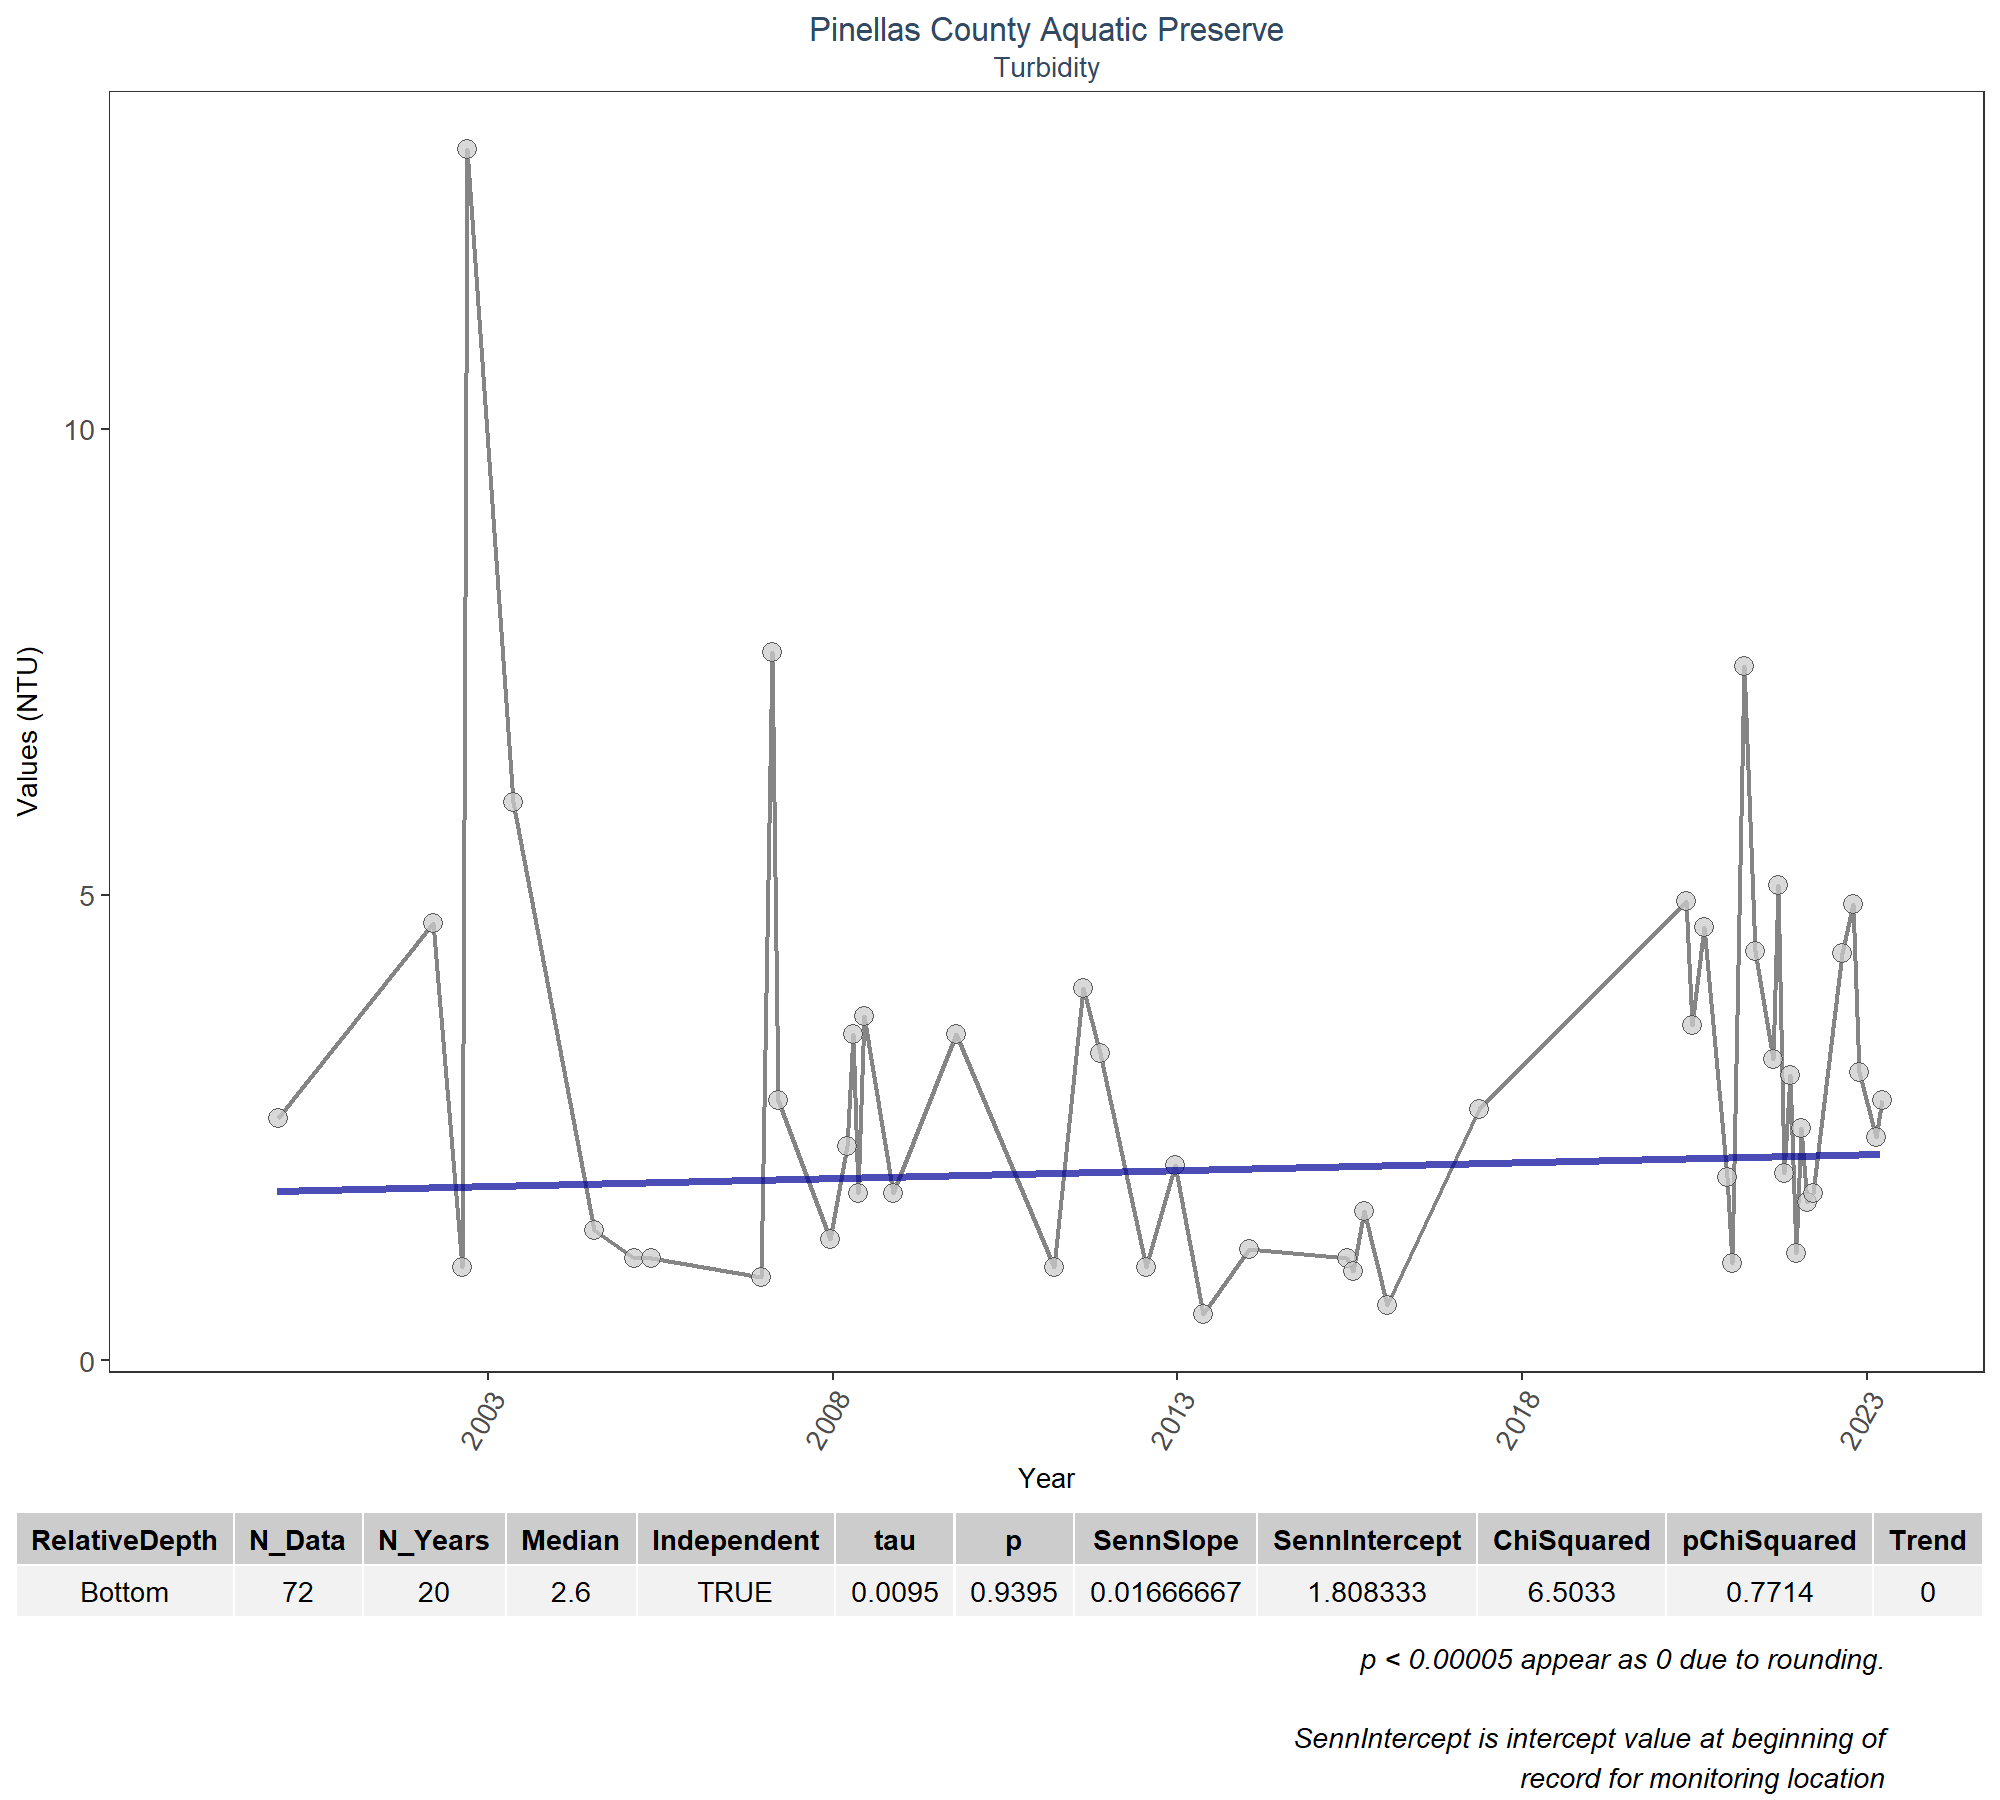 Pinellas County Aquatic Preserve
Turbidity
Values (NTU)
10
5
0
2003 2008 2013 2018 2023
Year
RelativeDepth N_Data N_Years Median Independent tau p SennSlope SennIntercept ChiSquared pChiSquared Trend
Bottom 72 20 2.6 TRUE 0.0095 0.9395 0.01666667 1.808333 6.5033 0.7714 0
p < 0.00005 appear as 0 due to rounding.
SennIntercept is intercept value at beginning of
record for monitoring location